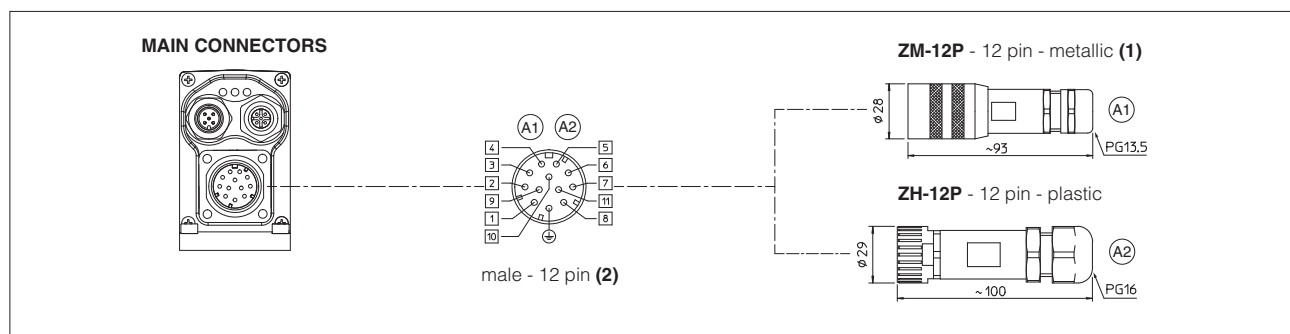 MAIN CONNECTORS
ZM-12P - 12 pin - metallic (1)
A1
ø 28
~93
PG13.5
A1 A2
4 5
3 6
2 7
9 11
1 8
10
male - 12 pin (2)
ZH-12P - 12 pin - plastic
A2
ø 29
~100
PG16